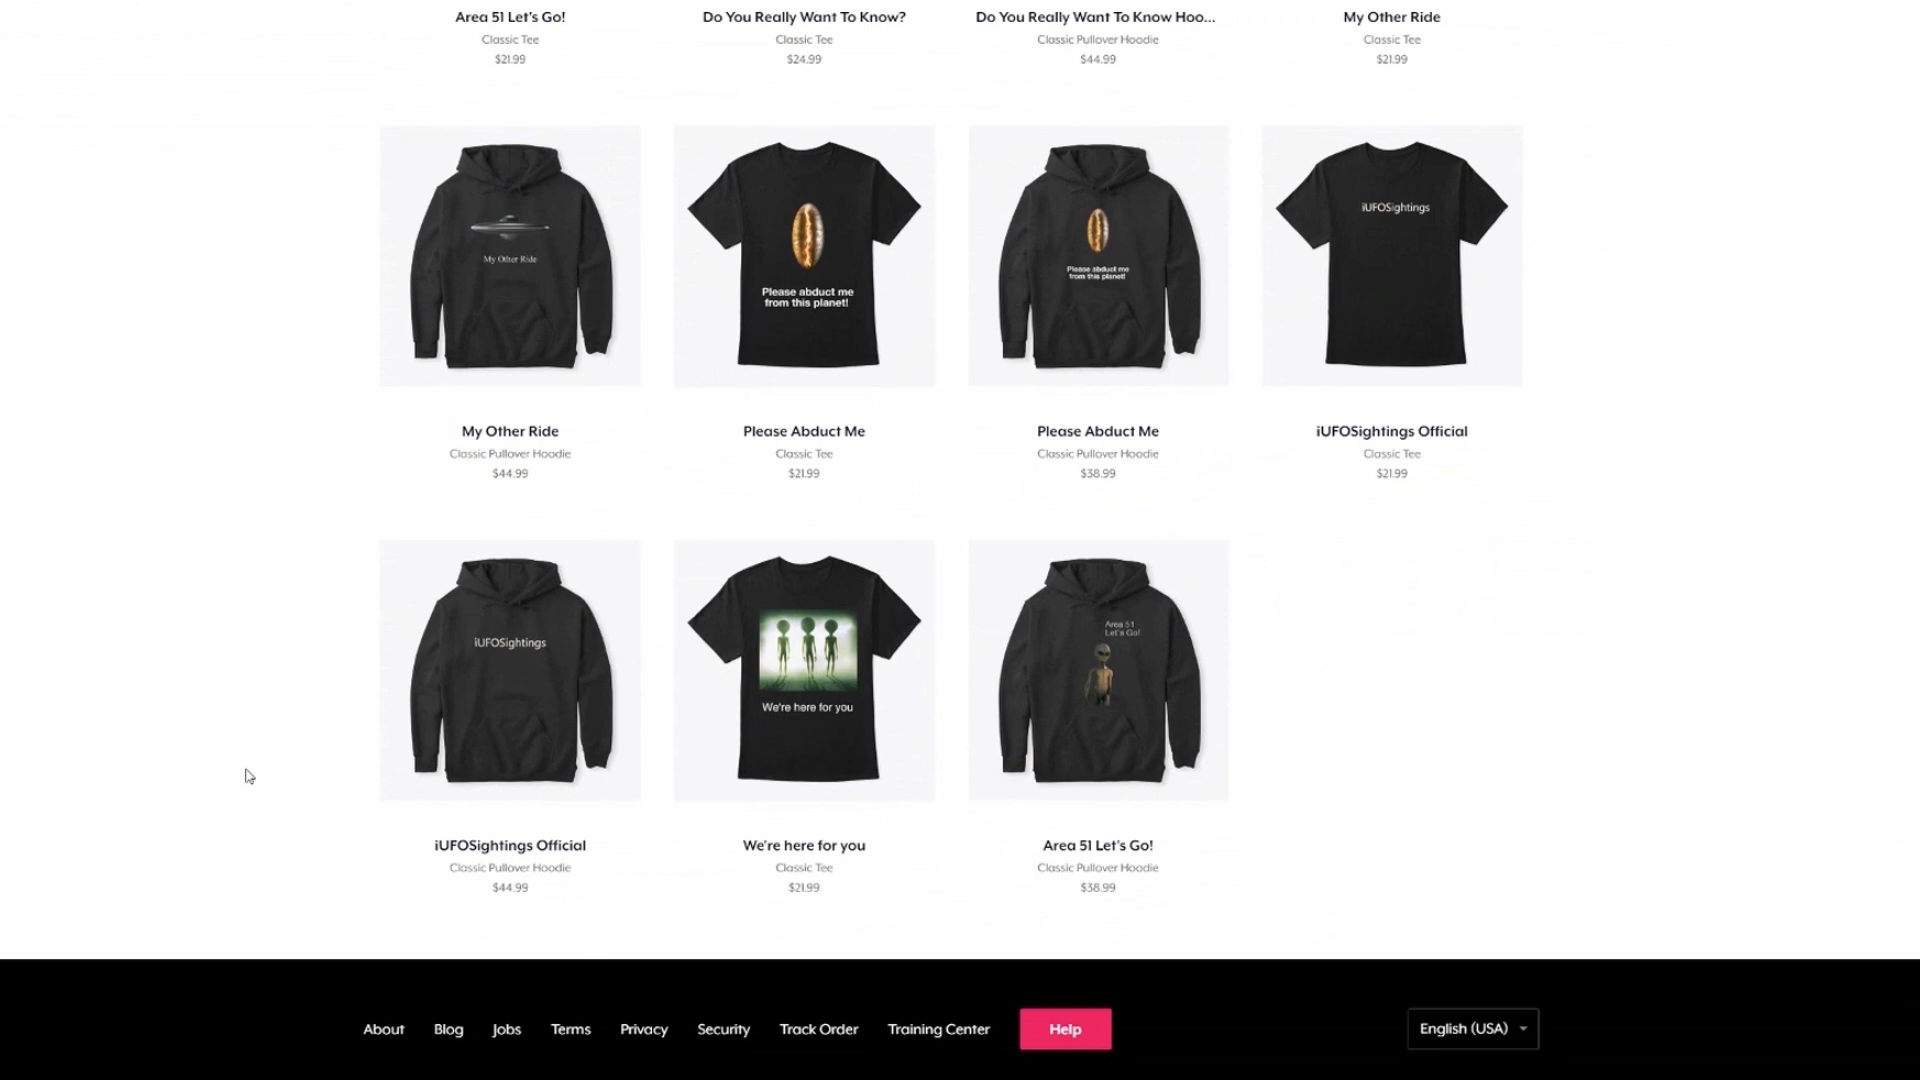 Area 51 Let's Go!
Do You Really Want To Know?
Do You Really Want To Know Hoo...
My Other Ride
Classic Tee
Classic Tee
Classic Pullover Hoodie
Classic Tee
$21.99
$24.99
$44.99
$21.99
My Other Ride
Please abduct me
from this planet!
Please abduct me
from this planet!
iUFOSightings
My Other Ride
Please Abduct Me
Please Abduct Me
iUFOSightings Official
Classic Pullover Hoodie
Classic Tee
Classic Pullover Hoodie
Classic Tee
$44.99
$21.99
$38.99
$21.99
iUFOSightings
We're here for you
Area 51
Let's Go!
iUFOSightings Official
We're here for you
Area 51 Let's Go!
Classic Pullover Hoodie
Classic Tee
Classic Pullover Hoodie
$44.99
$21.99
$38.99
About
Blog
Jobs
Terms
Privacy
Security
Track Order
Training Center
Help
English (USA)